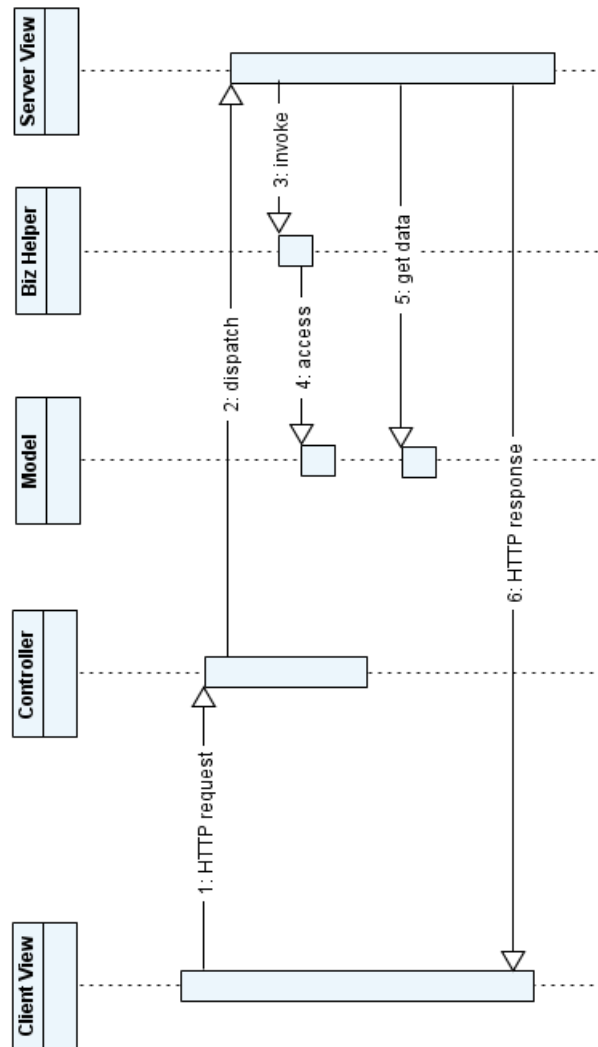 Client View
Controller
Model
Biz Helper
Server View
1: HTTP request
2: dispatch
3: invoke
4: access
5: get data
6: HTTP response